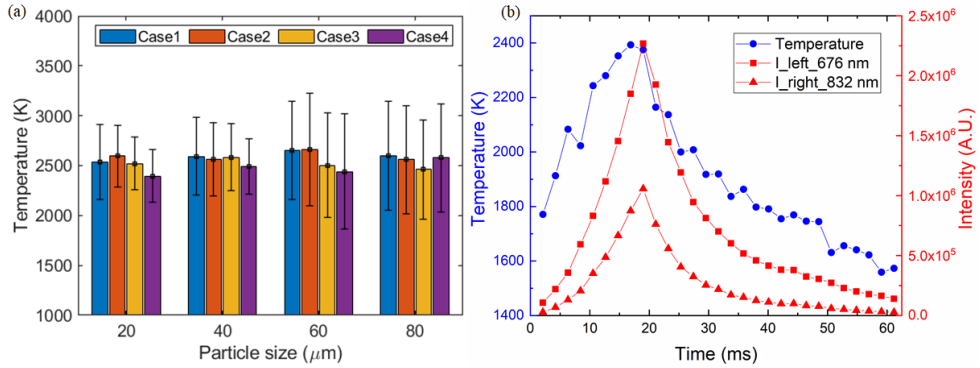 (a)
Case1 Case2 Case3 Case4
4000
3500
3000
2500
2000
1500
1000
Temperature (K)
20 40 60 80
Particle size (μm)
(b)
Temperature
I_left_676 nm
I_right_832 nm
2400
2200
2000
1800
1600
1400
Temperature (K)
0 10 20 30 40 50 60
Time (ms)
2.5x10⁶
2.0x10⁶
1.5x10⁶
1.0x10⁶
5.0x10⁵
0.0
Intensity (A.U.)